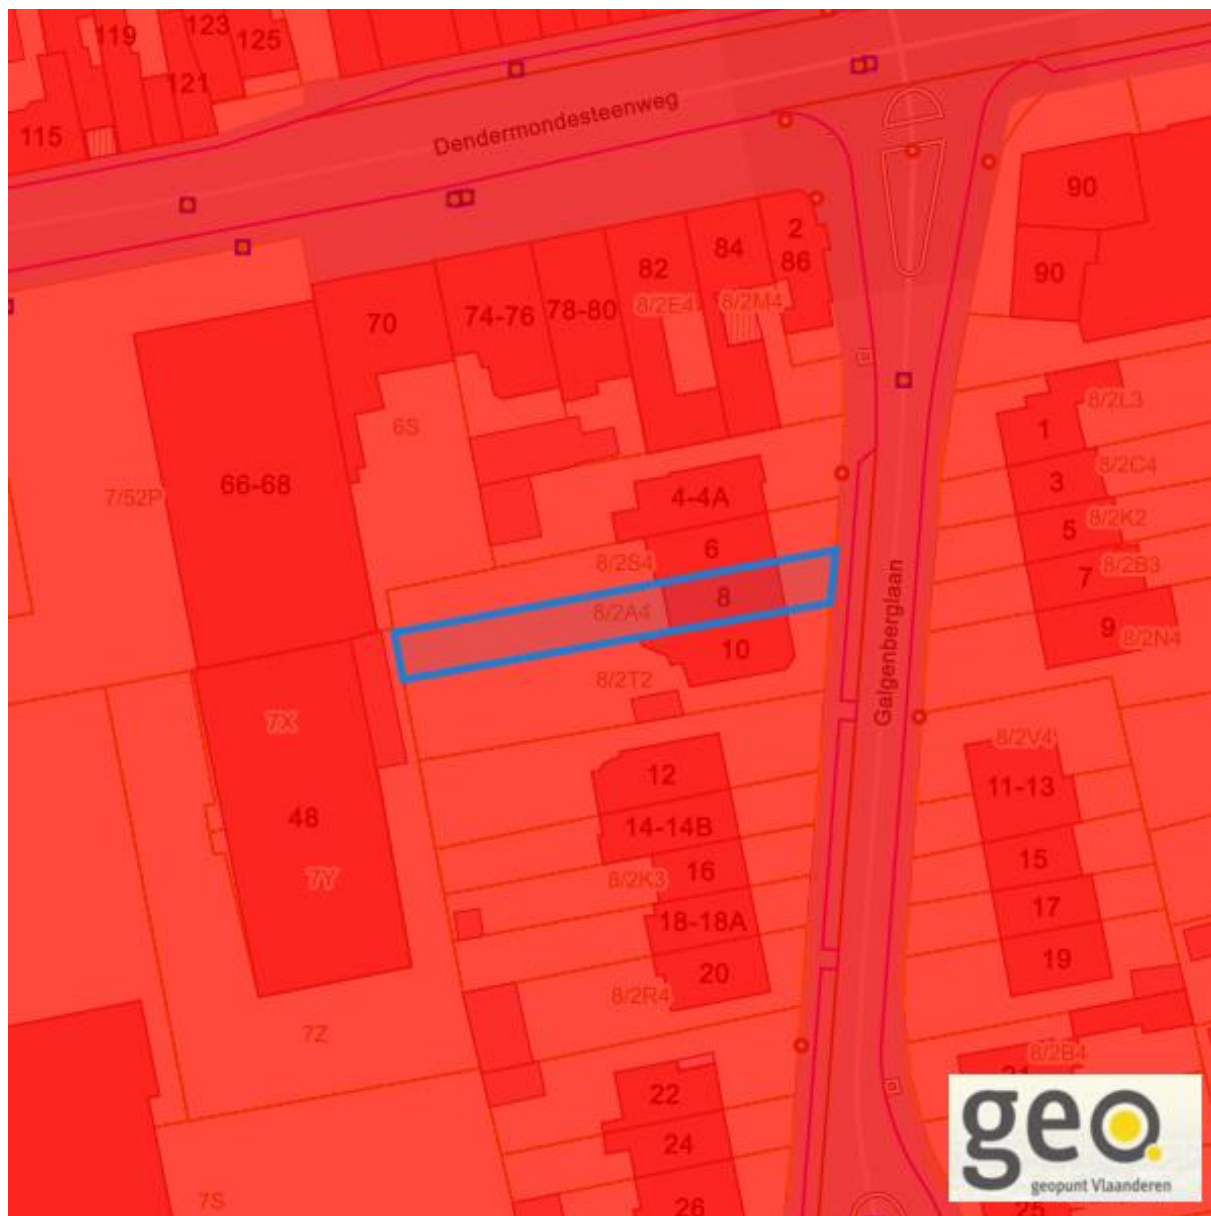 119
123
125
121
115
Dendermondesteenweg
90
90
2
86
84
82
8/2E4
8/2M4
78-80
74-76
70
6S
66-68
7/52P
8/2L3
1
8/2C4
3
8/2K2
5
8/2B3
7
9
8/2N4
4-4A
6
8/2S4
8
8/2A4
10
8/2T2
Galgenberglaan
7X
48
7Y
12
14-14B
16
8/2K3
18-18A
20
8/2R4
8/2V4
11-13
15
17
19
7Z
8/2B4
21
22
24
26
7S
25
geo
geopunt Vlaanderen